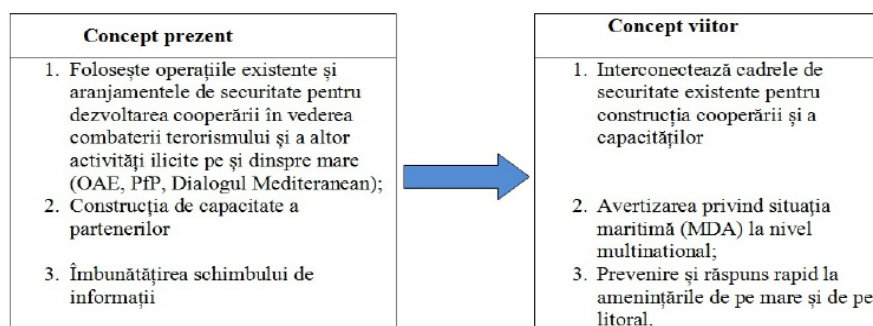 Concept prezent
1. Folosește operațiile existente și
aranjamentele de securitate pentru
dezvoltarea cooperării în vederea
combaterii terorismului și a altor
activități ilicite pe și dinspre mare
(OAE, PfP, Dialogul Mediteranean);
2. Construcția de capacitate a
partenerilor
3. Îmbunătățirea schimbului de
informații
Concept viitor
1. Interconectează cadrele de
securitate existente pentru
construcția cooperării și a
capacităților
2. Avertizarea privind situația
maritimă (MDA) la nivel
multinational;
3. Prevenire și răspuns rapid la
amenințările de pe mare și de pe
litoral.